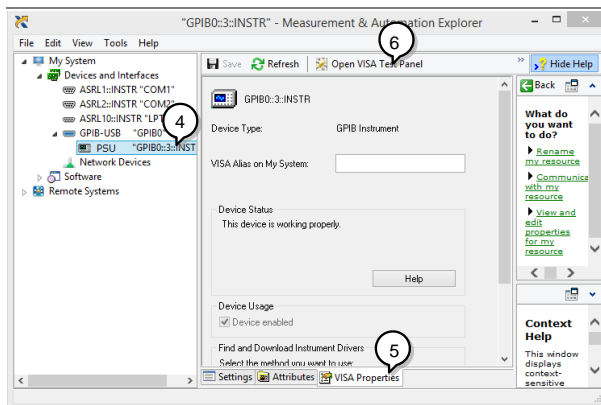 "GPIB0::3::INSTR" - Measurement & Automation Explorer
File Edit View Tools Help
My System
Devices and Interfaces
ASRL1::INSTR "COM1"
ASRL2::INSTR "COM2"
ASRL10::INSTR "LPT
GPIB-USB "GPIB0"
PSU "GPIB0::3::INST
Network Devices
Software
Remote Systems
4
Save Refresh Open VISA Test Panel
6
GPIB0::3::INSTR
Device Type: GPIB Instrument
VISA Alias on My System:
Device Status
This device is working properly.
Help
Device Usage
Device enabled
Find and Download Instrument Drivers
Select the method you want to use:
5
Settings Attributes VISA Properties
» Hide Help
Back
What do
you want
to do?
Rename
my resource
Communica
with my
resource
View and
edit
properties
for my
resource
Context
Help
This window
displays
context-
sensitive